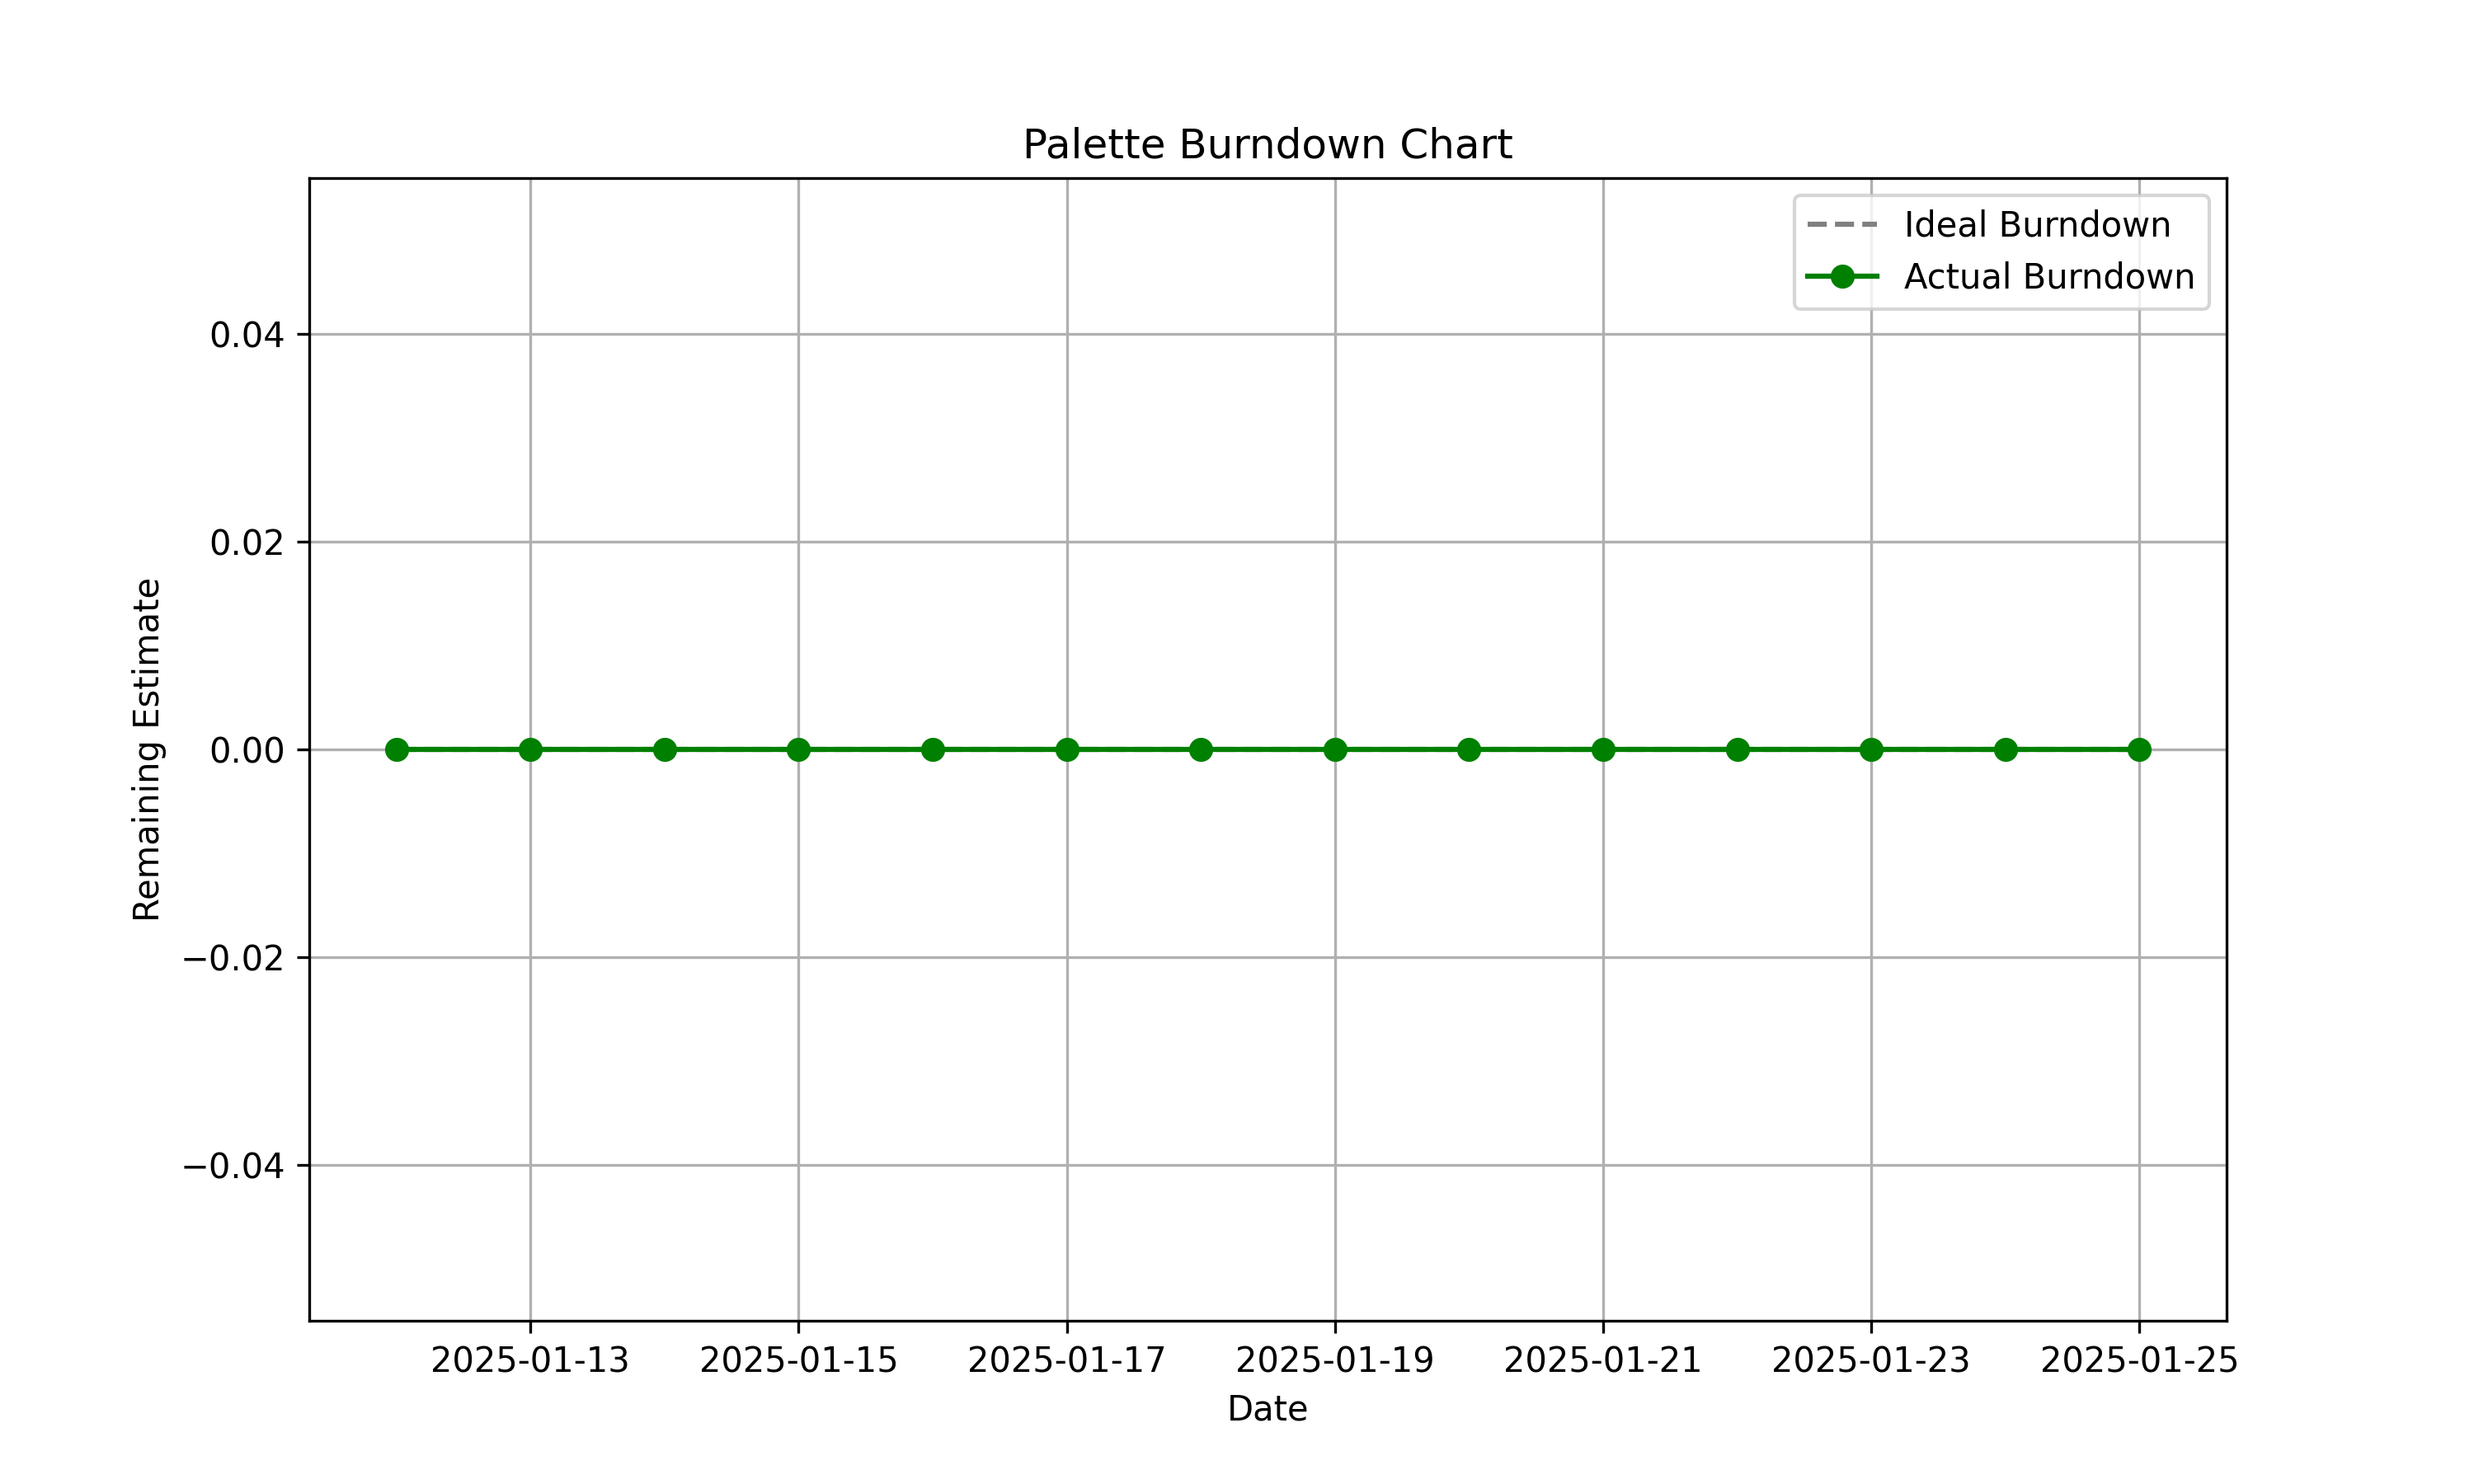 Palette Burndown Chart
Ideal Burndown
Actual Burndown
0.04
0.02
0.00
−0.02
−0.04
Remaining Estimate
2025-01-13 2025-01-15 2025-01-17 2025-01-19 2025-01-21 2025-01-23 2025-01-25
Date